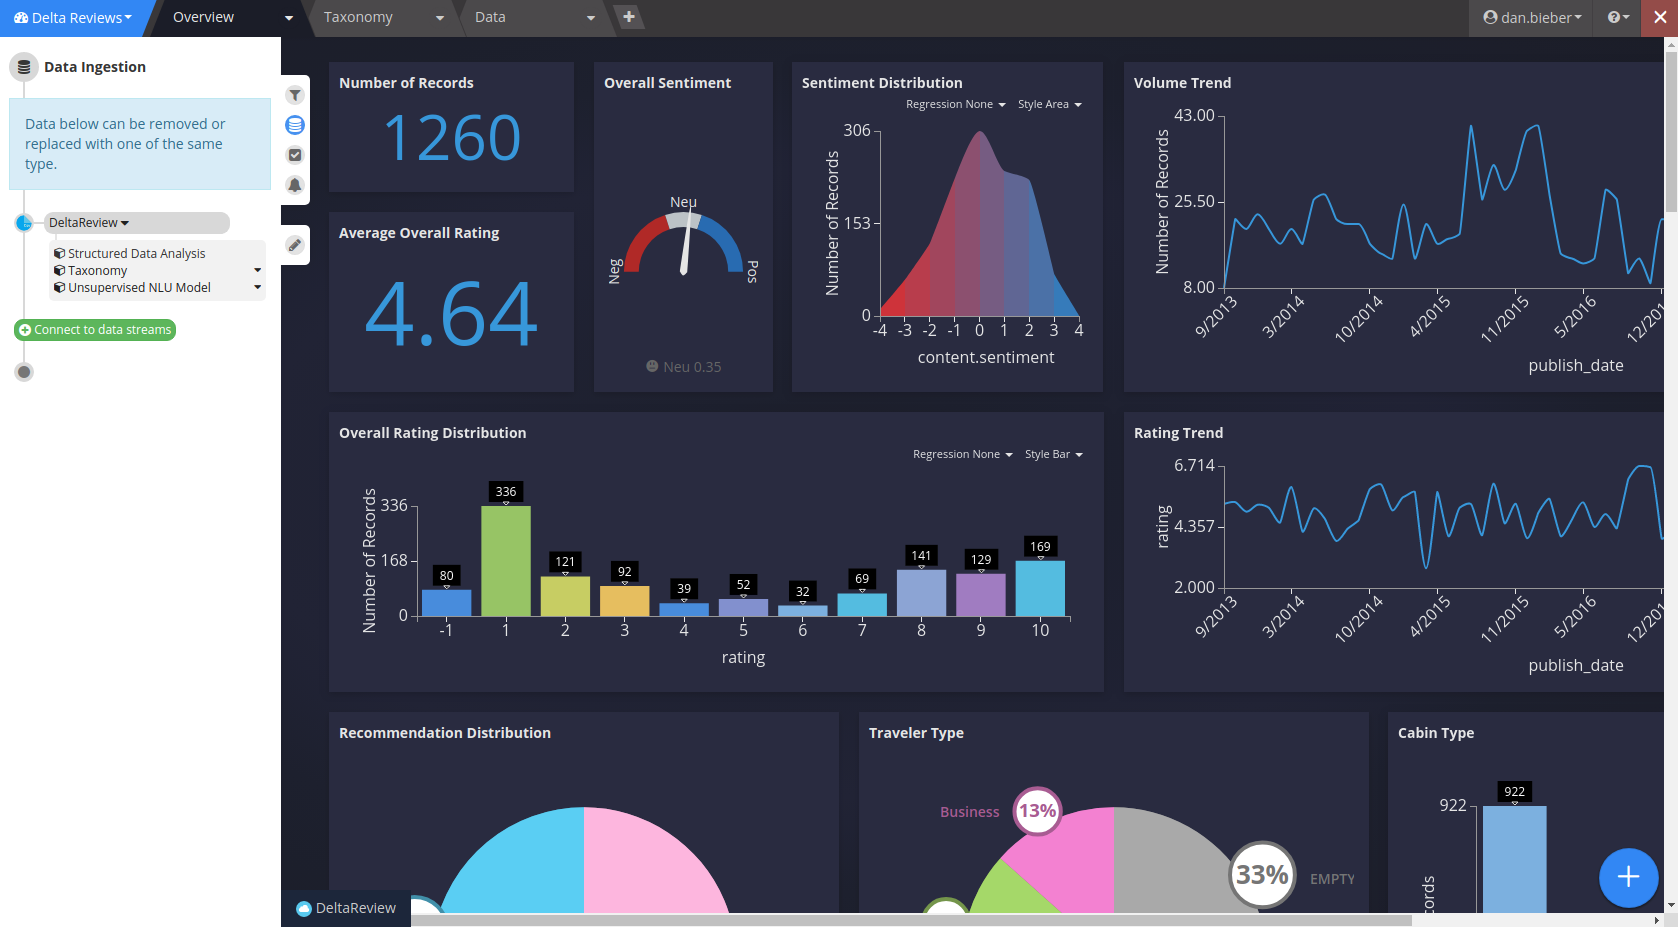 Delta Reviews
Overview
Taxonomy
Data
dan.bieber
Data Ingestion
Data below can be removed or
replaced with one of the same
type.
DeltaReview
Structured Data Analysis
Taxonomy
Unsupervised NLU Model
Connect to data streams
Number of Records
1260
Average Overall Rating
4.64
Overall Sentiment
Neu
Neg
Pos
Neu 0.35
Sentiment Distribution
Regression None Style Area
Number of Records
306
153
0
-4 -3 -2 -1 0 1 2 3 4
content.sentiment
Volume Trend
Number of Records
43.00
25.50
8.00
9/2013 3/2014 10/2014 4/2015 11/2015 5/2016 12/201
publish_date
Overall Rating Distribution
Regression None Style Bar
Number of Records
336
168
0
80 336 121 92 39 52 32 69 141 129 169
-1 1 2 3 4 5 6 7 8 9 10
rating
Rating Trend
rating
6.714
4.357
2.000
9/2013 3/2014 10/2014 4/2015 11/2015 5/2016 12/201
publish_date
Recommendation Distribution
Traveler Type
Business 13%
33% EMPTY
Cabin Type
922
922
cords
DeltaReview